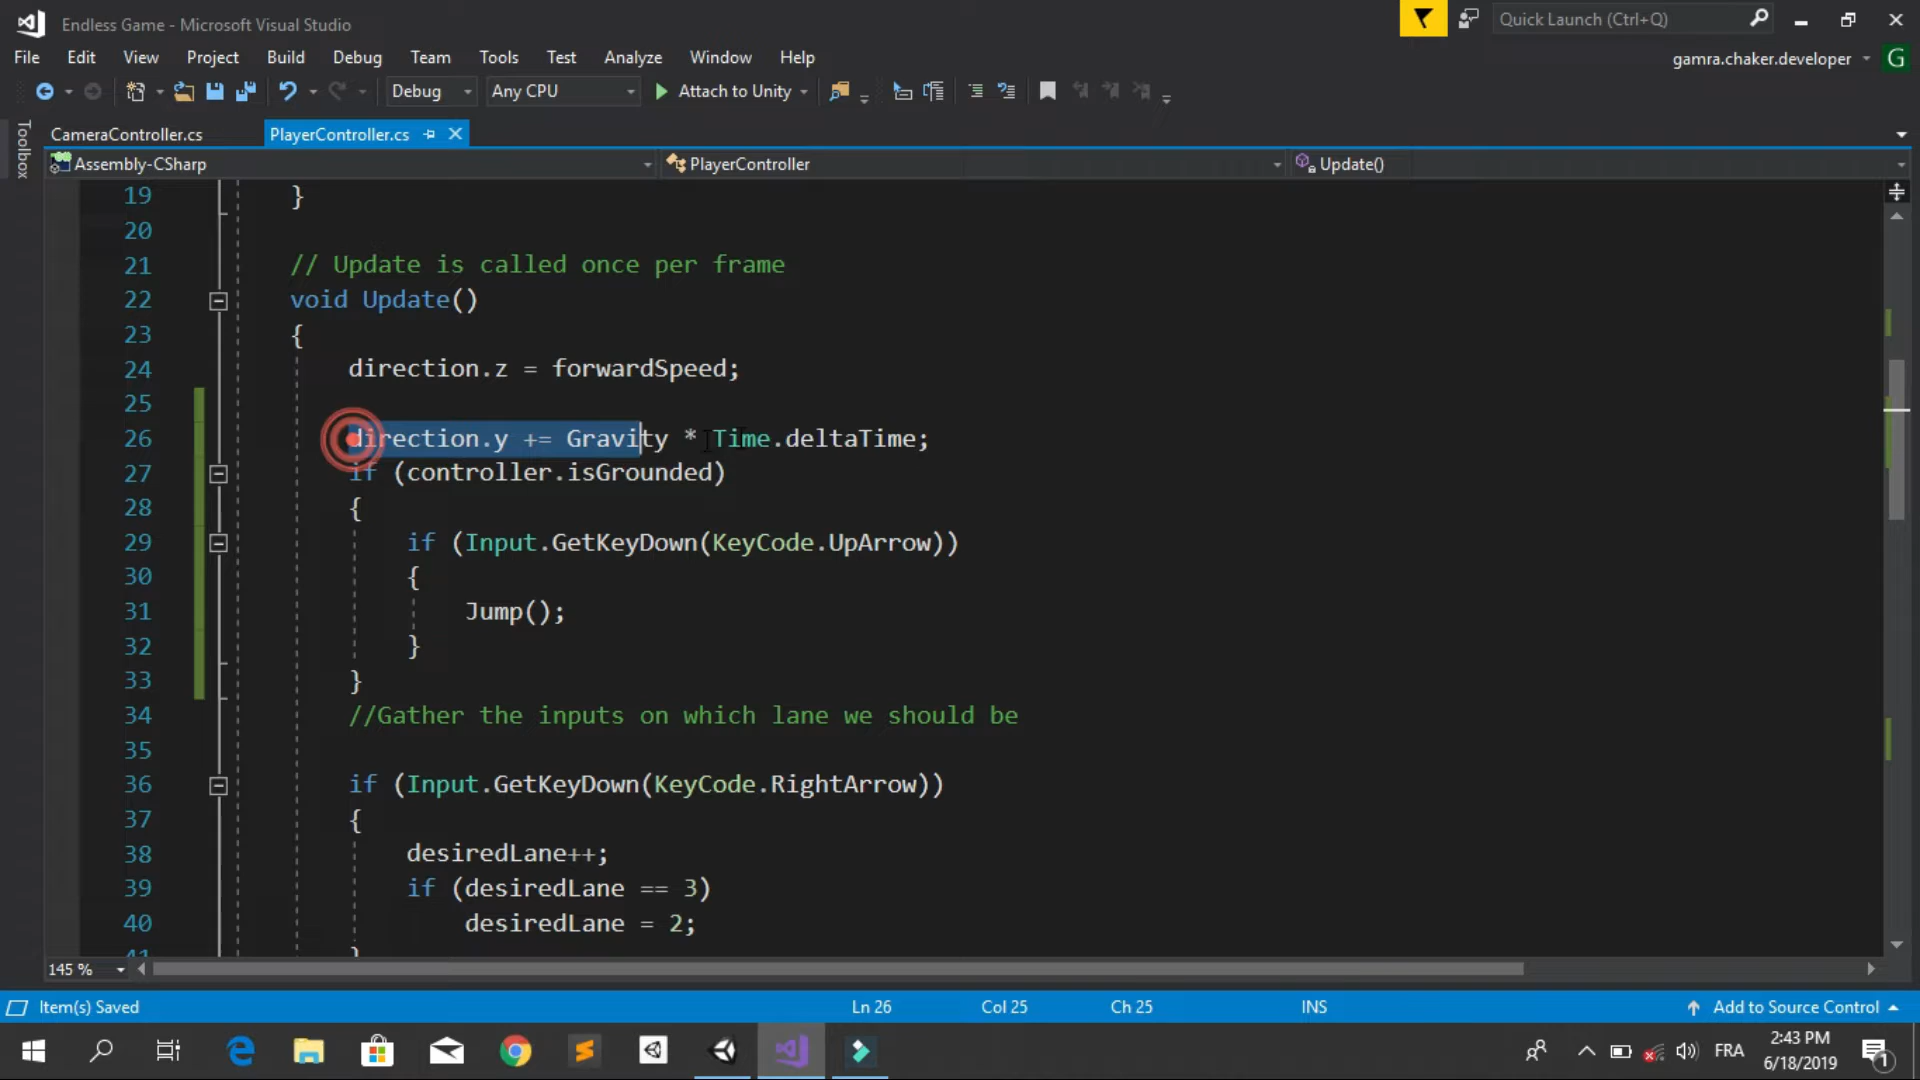 Endless Game - Microsoft Visual Studio
Quick Launch (Ctrl+Q)
File Edit View Project Build Debug Team Tools Test Analyze Window Help
gamra.chaker.developer G
Debug Any CPU Attach to Unity
Toolbox
CameraController.cs PlayerController.cs
Assembly-CSharp PlayerController Update()
19 }
20
21 // Update is called once per frame
22 void Update()
23 {
24 direction.z = forwardSpeed;
25
26 direction.y += Gravity * Time.deltaTime;
27 if (controller.isGrounded)
28 {
29 if (Input.GetKeyDown(KeyCode.UpArrow))
30 {
31 Jump();
32 }
33 }
34 //Gather the inputs on which lane we should be
35
36 if (Input.GetKeyDown(KeyCode.RightArrow))
37 {
38 desiredLane++;
39 if (desiredLane == 3)
40 desiredLane = 2;
41 }
145 %
Item(s) Saved Ln 26 Col 25 Ch 25 INS Add to Source Control
FRA 2:43 PM
6/18/2019 1